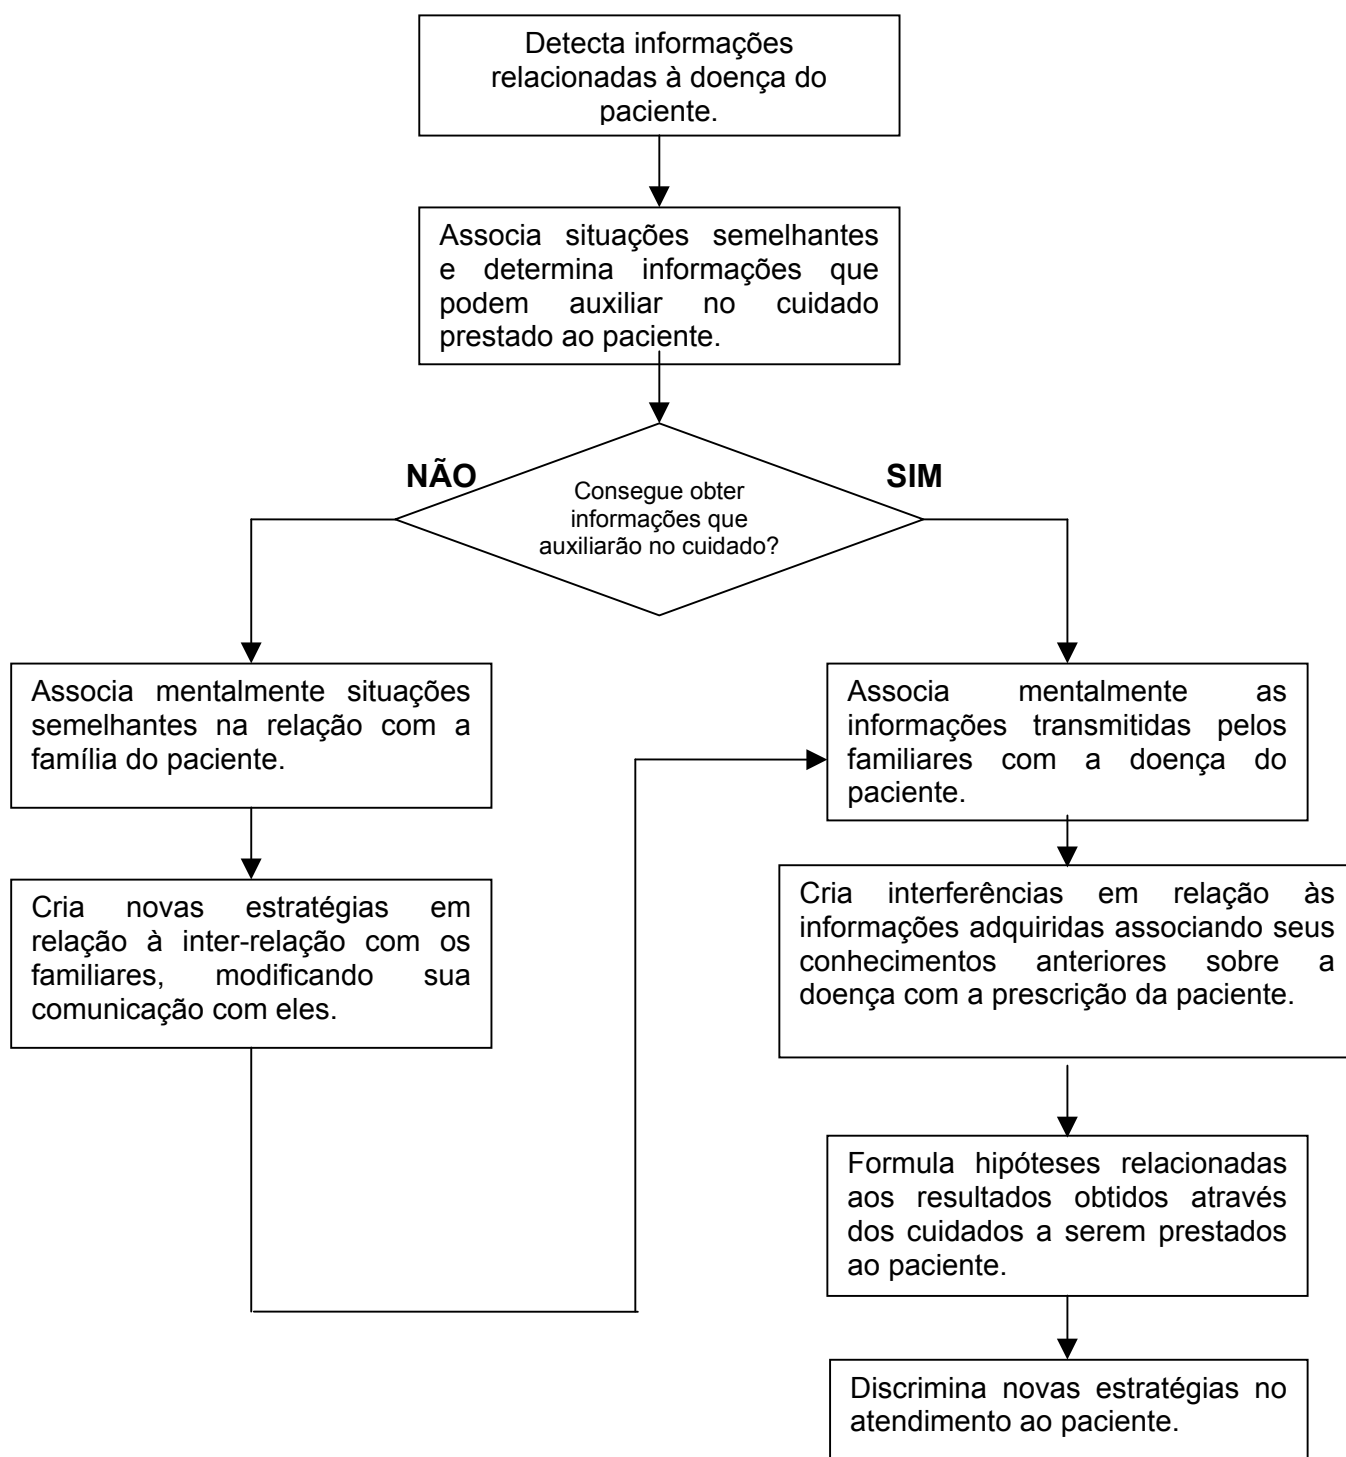 Detecta informações
relacionadas à doença do
paciente.
Associa situações semelhantes
e determina informações que
podem auxiliar no cuidado
prestado ao paciente.
NÃO
SIM
Consegue obter
informações que
auxiliarão no cuidado?
Associa mentalmente situações
semelhantes na relação com a
família do paciente.
Cria novas estratégias em
relação à inter-relação com os
familiares, modificando sua
comunicação com eles.
Associa mentalmente as
informações transmitidas pelos
familiares com a doença do
paciente.
Cria interferências em relação às
informações adquiridas associando seus
conhecimentos anteriores sobre a
doença com a prescrição da paciente.
Formula hipóteses relacionadas
aos resultados obtidos através
dos cuidados a serem prestados
ao paciente.
Discrimina novas estratégias no
atendimento ao paciente.